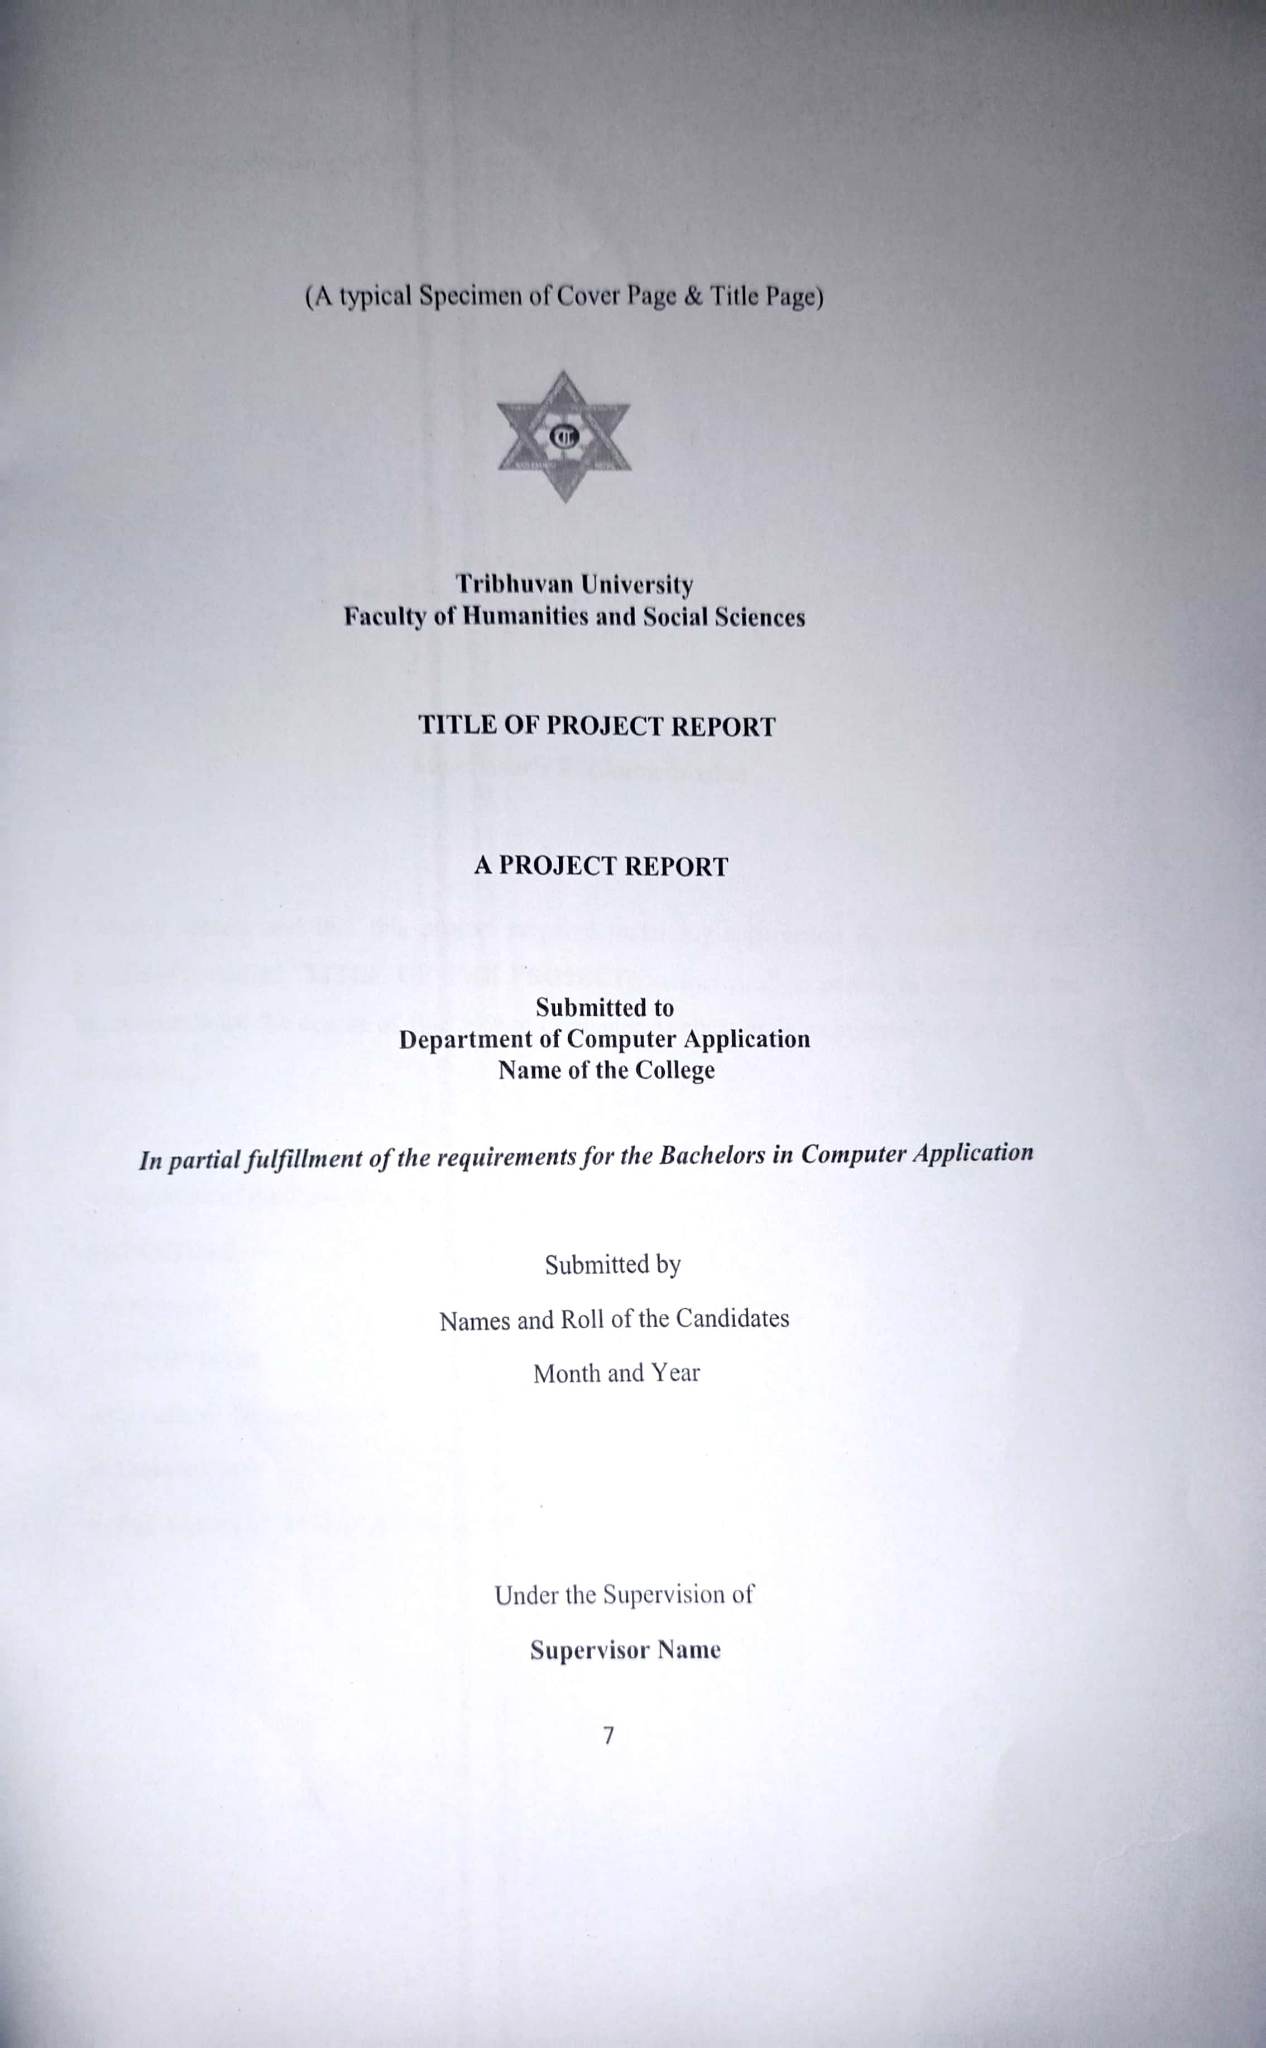 (A typical Specimen of Cover Page & Title Page)
Tribhuvan University
Faculty of Humanities and Social Sciences
TITLE OF PROJECT REPORT
A PROJECT REPORT
Submitted to
Department of Computer Application
Name of the College
In partial fulfillment of the requirements for the Bachelors in Computer Application
Submitted by
Names and Roll of the Candidates
Month and Year
Under the Supervision of
Supervisor Name
7